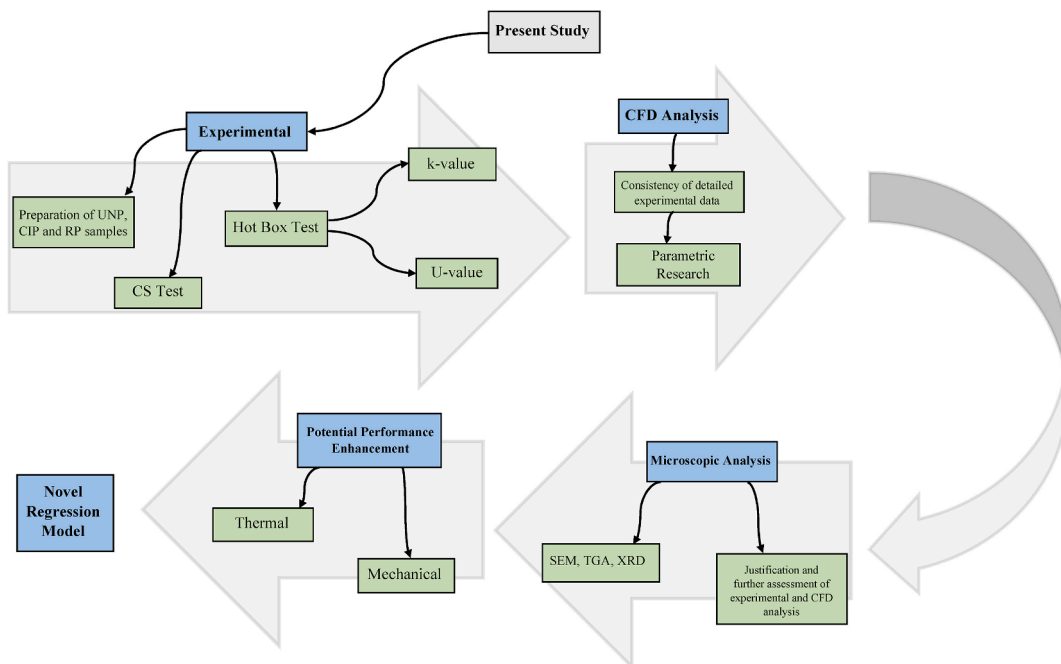 Present Study
Experimental
k-value
Preparation of UNP,
CIP and RP samples
Hot Box Test
CS Test
U-value
CFD Analysis
Consistency of detailed
experimental data
Parametric
Research
Microscopic Analysis
SEM, TGA, XRD
Justification and
further assessment of
experimental and CFD
analysis
Potential Performance
Enhancement
Thermal
Mechanical
Novel
Regression
Model